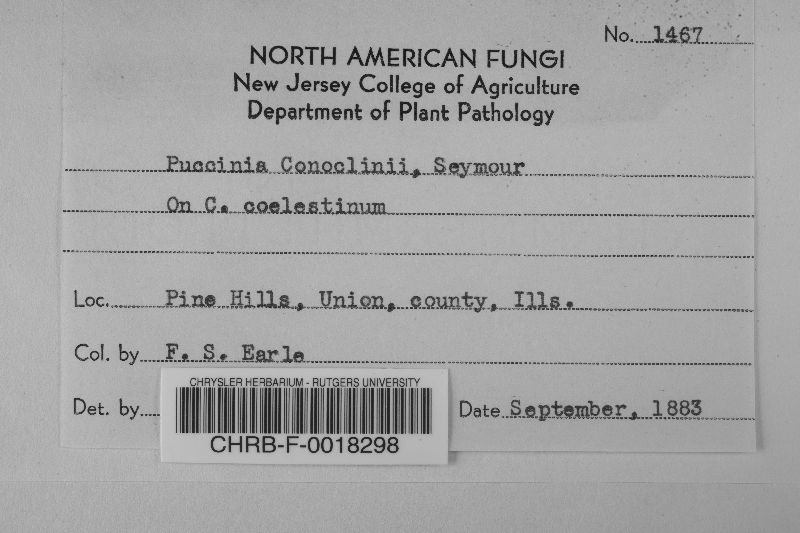 No. 1467
NORTH AMERICAN FUNGI
New Jersey College of Agriculture
Department of Plant Pathology
Puccinia Conoclinii, Seymour
On C. coelestinum
Loc. Pine Hills, Union, county, Ills.
Col. by F. S. Earle
Det. by
CHRYSLER HERBARIUM - RUTGERS UNIVERSITY
CHRB-F-0018298
Date September, 1883